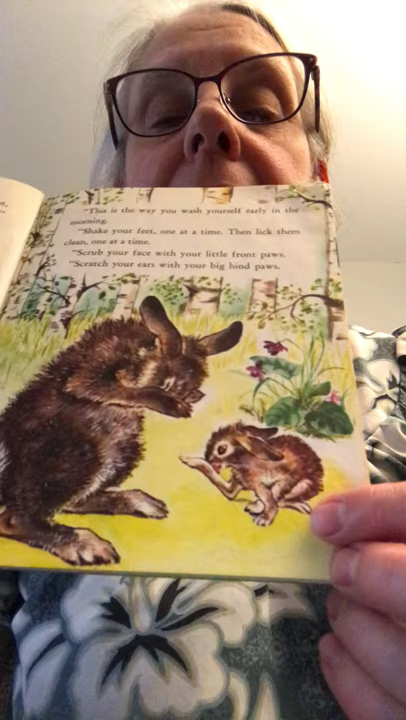 "This is the way you wash yourself early in the
morning.
"Shake your feet, one at a time. Then lick them
clean, one at a time.
"Scrub your face with your little front paws.
"Scratch your ears with your big hind paws.